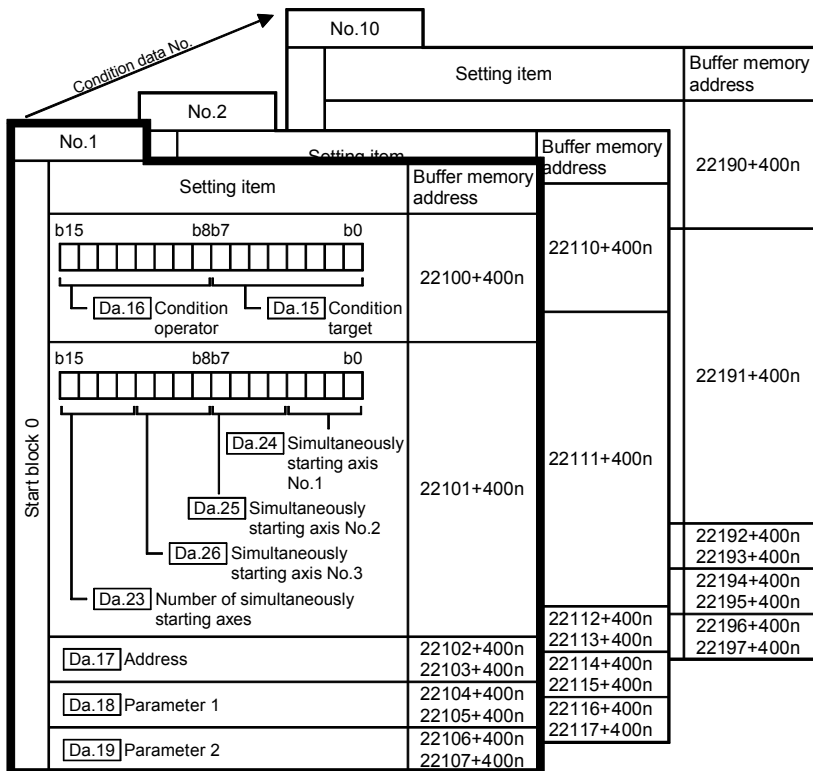 Condition data No.
No.10
Setting item
Buffer memory
address
22190+400n
22191+400n
22192+400n
22193+400n
22194+400n
22195+400n
22196+400n
22197+400n
No.2
Setting item
Buffer memory
address
22110+400n
22111+400n
22112+400n
22113+400n
22114+400n
22115+400n
22116+400n
22117+400n
No.1
Start block 0
Setting item
Buffer memory
address
b15 b8b7 b0
Da.16 Condition
operator
Da.15 Condition
target
22100+400n
b15 b8b7 b0
Da.24 Simultaneously
starting axis
No.1
Da.25 Simultaneously
starting axis No.2
Da.26 Simultaneously
starting axis No.3
Da.23 Number of simultaneously
starting axes
22101+400n
Da.17 Address
22102+400n
22103+400n
Da.18 Parameter 1
22104+400n
22105+400n
Da.19 Parameter 2
22106+400n
22107+400n